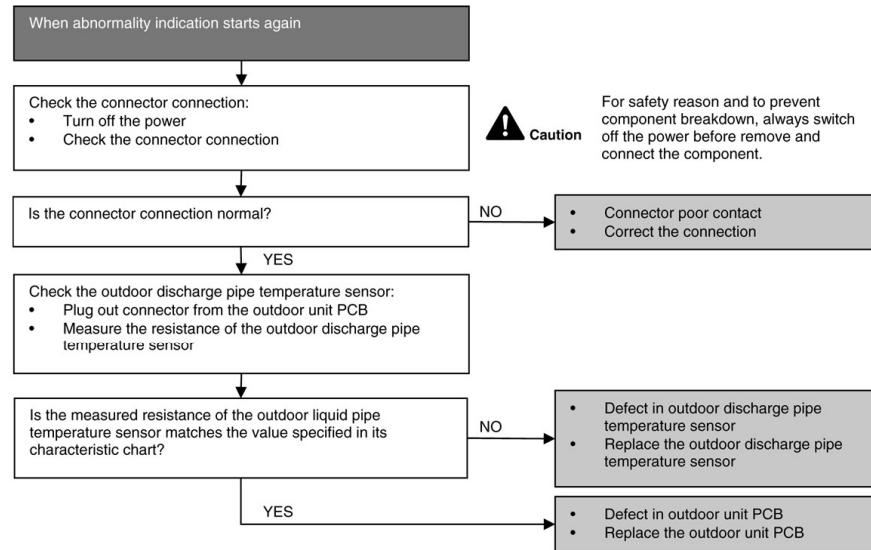 When abnormality indication starts again
Check the connector connection:
• Turn off the power
• Check the connector connection
Caution
For safety reason and to prevent
component breakdown, always switch
off the power before remove and
connect the component.
Is the connector connection normal?
NO
• Connector poor contact
• Correct the connection
YES
Check the outdoor discharge pipe temperature sensor:
• Plug out connector from the outdoor unit PCB
• Measure the resistance of the outdoor discharge pipe
temperature sensor
Is the measured resistance of the outdoor liquid pipe
temperature sensor matches the value specified in its
characteristic chart?
NO
• Defect in outdoor discharge pipe
temperature sensor
• Replace the outdoor discharge pipe
temperature sensor
YES
• Defect in outdoor unit PCB
• Replace the outdoor unit PCB